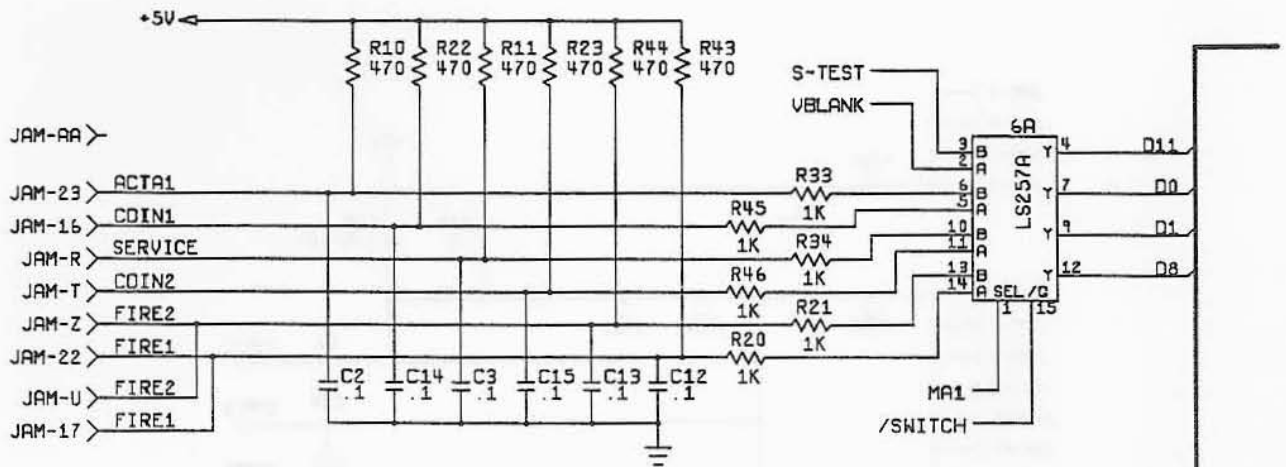 +5V
R10 R22 R11 R23 R44 R43
470 470 470 470 470 470
S-TEST
VBLANK
6A
LS257A
JAM-AA
JAM-23 ACTA1
JAM-16 COIN1
JAM-R SERVICE
JAM-T COIN2
JAM-Z FIRE2
JAM-22 FIRE1
JAM-U FIRE2
JAM-17 FIRE1
R33
1K
R45
1K
R34
1K
R46
1K
R21
1K
R20
1K
C2 C14 C3 C15 C13 C12
.1 .1 .1 .1 .1 .1
3 B Y 4 D11
2 A
6 B Y 7 D0
5 A
10 B Y 9 D1
11 A
13 B Y 12 D8
14 A SEL /G
1 15
MA1
/SWITCH